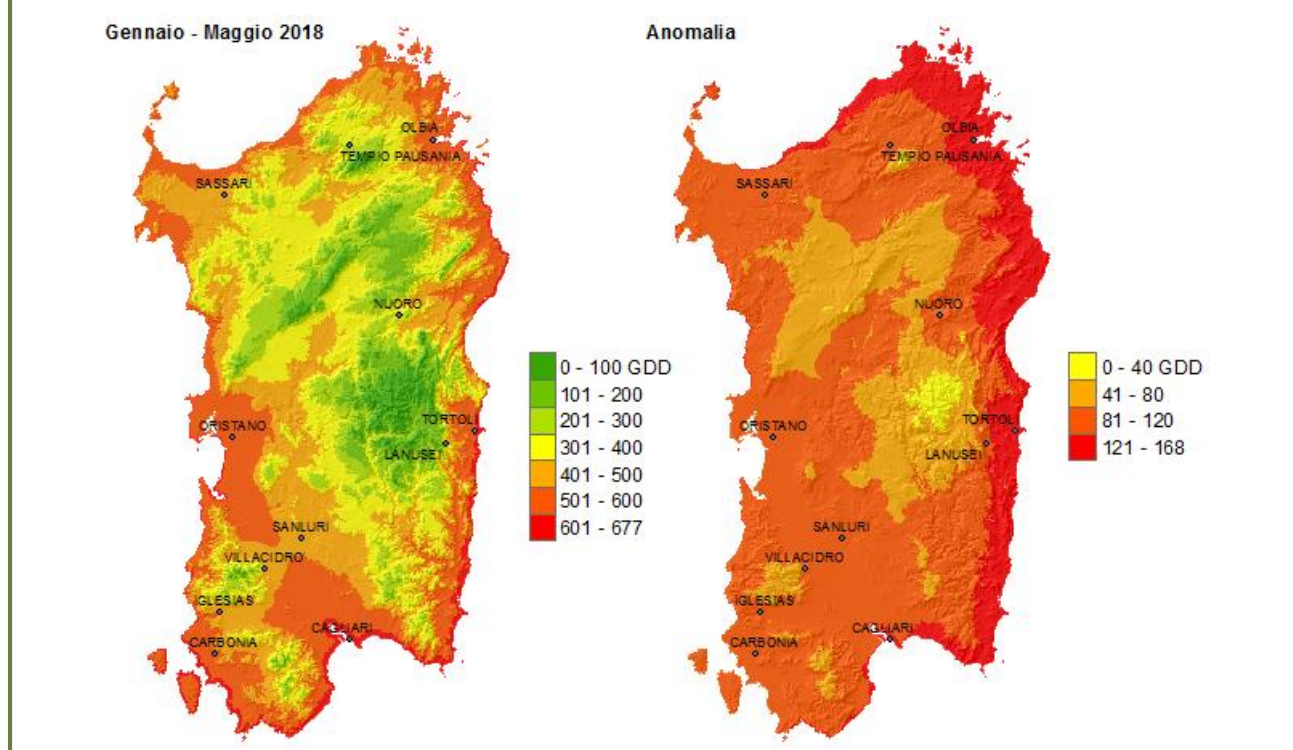 Gennaio - Maggio 2018
OLBIA
TEMPIO PAUSANIA
SASSARI
NUORO
ORISTANO
TORTOLI
LANUSEI
SANLURI
VILLACIDRO
IGLESIAS
CAGLIARI
CARBONIA
0 - 100 GDD
101 - 200
201 - 300
301 - 400
401 - 500
501 - 600
601 - 677
Anomalia
OLBIA
TEMPIO PAUSANIA
SASSARI
NUORO
ORISTANO
TORTOLI
LANUSEI
SANLURI
VILLACIDRO
IGLESIAS
CAGLIARI
CARBONIA
0 - 40 GDD
41 - 80
81 - 120
121 - 168